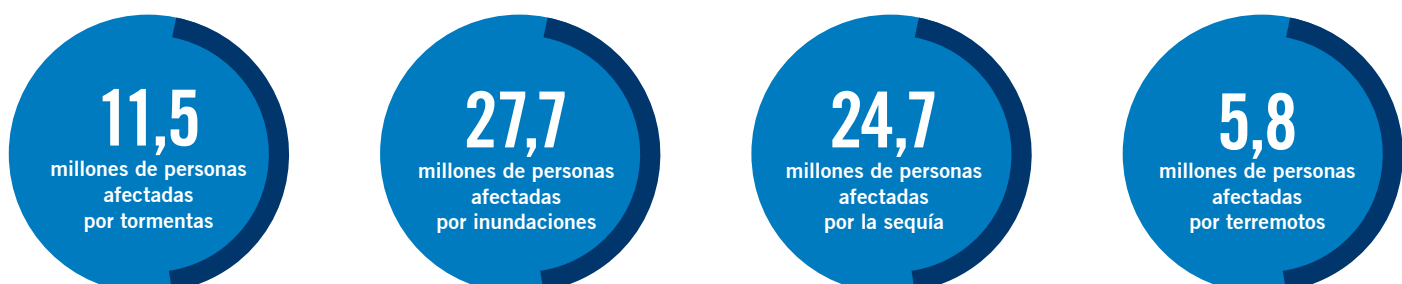 11,5
millones de personas
afectadas
por tormentas
27,7
millones de personas
afectadas
por inundaciones
24,7
millones de personas
afectadas
por la sequía
5,8
millones de personas
afectadas
por terremotos